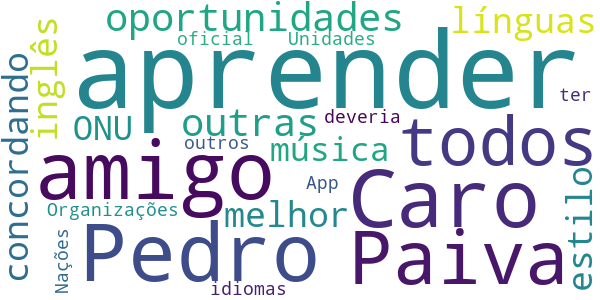 oportunidades
línguas
oficial
Unidades
aprender
inglês
concordando
ONU
outras
deveria
ter
todos
outros
música
amigo
App
Caro
estilo
Organizações
melhor
Pedro
Paiva
Nações
idiomas